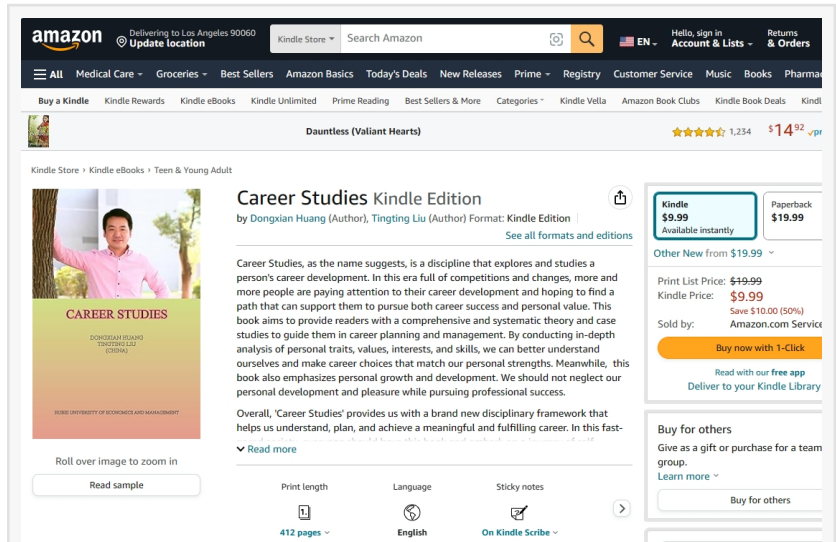 amazon
Delivering to Los Angeles 90060
Update location
Kindle Store
Search Amazon
EN
Hello, sign in
Account & Lists
Returns
& Orders
All Medical Care Groceries Best Sellers Amazon Basics Today's Deals New Releases Prime Registry Customer Service Music Books Pharmac
Buy a Kindle Kindle Rewards Kindle eBooks Kindle Unlimited Prime Reading Best Sellers & More Categories Kindle Vella Amazon Book Clubs Kindle Book Deals Kindl
Dauntless (Valiant Hearts)
1,234
$14.92
pr
Kindle Store › Kindle eBooks › Teen & Young Adult
CAREER STUDIES
DONGXIAN HUANG
TINGTING LIU
(CHINA)
HUBEI UNIVERSITY OF ECONOMICS AND MANAGEMENT
Roll over image to zoom in
Read sample
Career Studies Kindle Edition
by Dongxian Huang (Author), Tingting Liu (Author) Format: Kindle Edition
See all formats and editions
Career Studies, as the name suggests, is a discipline that explores and studies a
person's career development. In this era full of competitions and changes, more and
more people are paying attention to their career development and hoping to find a
path that can support them to pursue both career success and personal value. This
book aims to provide readers with a comprehensive and systematic theory and case
studies to guide them in career planning and management. By conducting in-depth
analysis of personal traits, values, interests, and skills, we can better understand
ourselves and make career choices that match our personal strengths. Meanwhile, this
book also emphasizes personal growth and development. We should not neglect our
personal development and pleasure while pursuing professional success.
Overall, 'Career Studies' provides us with a brand new disciplinary framework that
helps us understand, plan, and achieve a meaningful and fulfilling career. In this fast-
Read more
Print length
1.
412 pages
Language
English
Sticky notes
On Kindle Scribe
Kindle
$9.99
Available instantly
Paperback
$19.99
Other New from $19.99
Print List Price: $19.99
Kindle Price: $9.99
Save $10.00 (50%)
Sold by: Amazon.com Service
Buy now with 1-Click
Read with our free app
Deliver to your Kindle Library
Buy for others
Give as a gift or purchase for a team
group.
Learn more
Buy for others